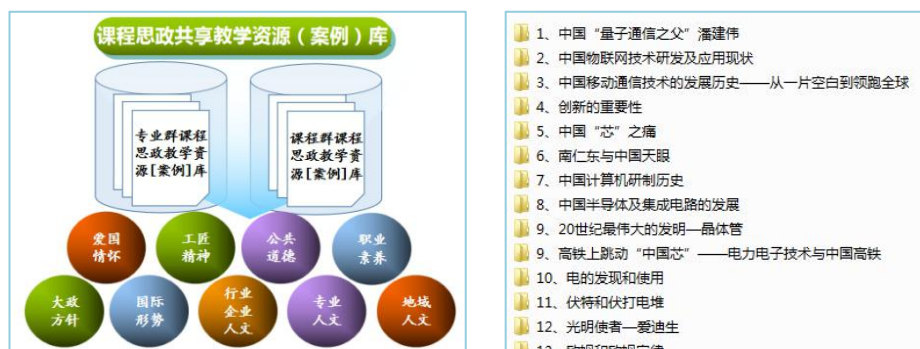 课程思政共享教学资源（案例）库
专业群课程
思政教学资
源[案例]库
课程群课程
思政教学资
源[案例]库
爱国
情怀
工匠
精神
公共
道德
职业
素养
大政
方针
国际
形势
行业
企业
人文
专业
人文
地域
人文
1、中国“量子通信之父”潘建伟
2、中国物联网技术研发及应用现状
3、中国移动通信技术的发展历史——从一片空白到领跑全球
4、创新的重要性
5、中国“芯”之痛
6、南仁东与中国天眼
7、中国计算机研制历史
8、中国半导体及集成电路的发展
9、20世纪最伟大的发明—晶体管
9、高铁上跳动“中国芯”——电力电子技术与中国高铁
10、电的发现和使用
11、伏特和伏打电堆
12、光明使者—爱迪生